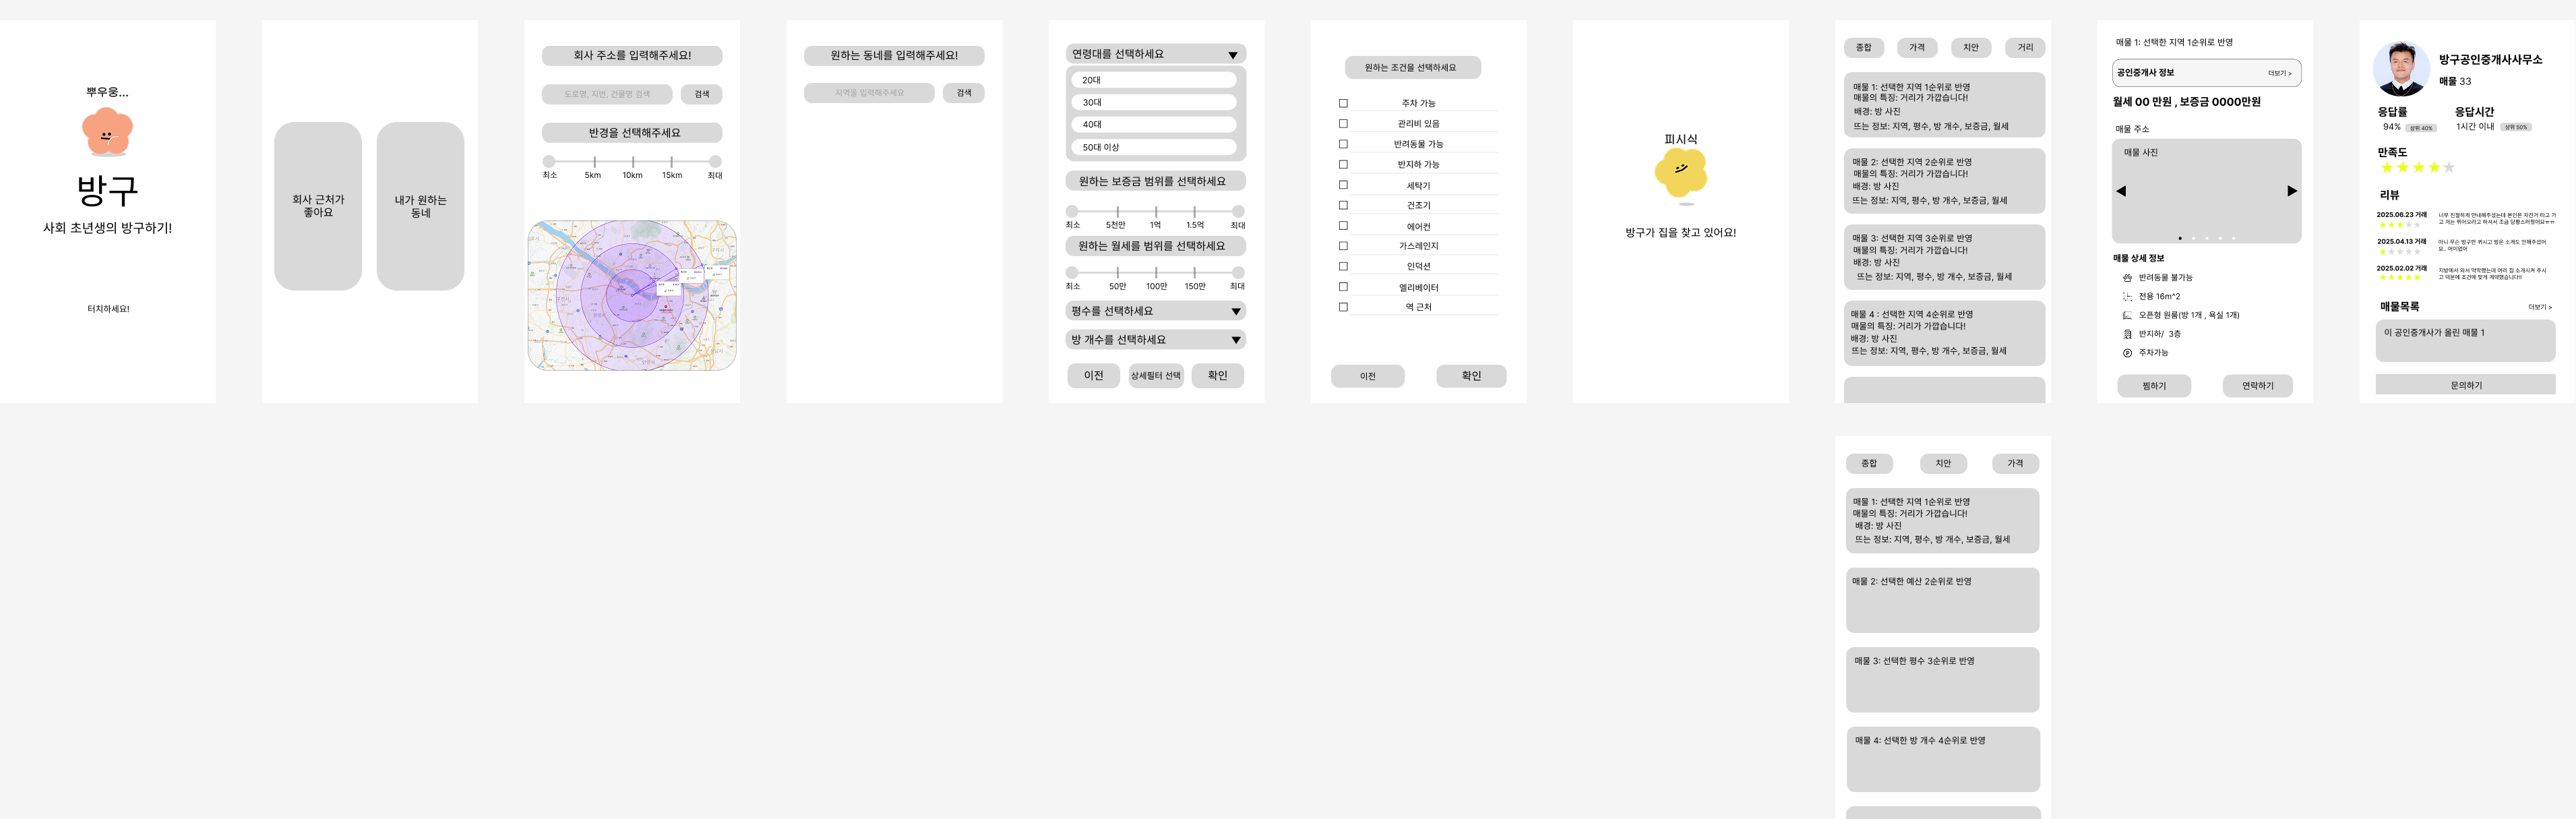 뿌우웅...
방구
사회 초년생의 방구하기!
터치하세요!
회사 근처가
좋아요
내가 원하는
동네
회사 주소를 입력해주세요!
도로명, 지번, 건물명 검색
검색
반경을 선택해주세요
최소
5km
10km
15km
최대
원하는 동네를 입력해주세요!
지역을 입력해주세요
검색
연령대를 선택하세요
20대
30대
40대
50대 이상
원하는 보증금 범위를 선택하세요
최소
5천만
1억
1.5억
최대
원하는 월세를 범위를 선택하세요
최소
50만
100만
150만
최대
평수를 선택하세요
방 개수를 선택하세요
이전
상세필터 선택
확인
원하는 조건을 선택하세요
주차 가능
관리비 있음
반려동물 가능
반지하 가능
세탁기
건조기
에어컨
가스레인지
인덕션
엘리베이터
역 근처
이전
확인
피시식
방구가 집을 찾고 있어요!
종합
가격
치안
거리
매물 1: 선택한 지역 1순위로 반영
매물의 특징: 거리가 가깝습니다!
배경: 방 사진
뜨는 정보: 지역, 평수, 방 개수, 보증금, 월세
매물 2: 선택한 지역 2순위로 반영
매물의 특징: 거리가 가깝습니다!
배경: 방 사진
뜨는 정보: 지역, 평수, 방 개수, 보증금, 월세
매물 3: 선택한 지역 3순위로 반영
매물의 특징: 거리가 가깝습니다!
배경: 방 사진
뜨는 정보: 지역, 평수, 방 개수, 보증금, 월세
매물 4 : 선택한 지역 4순위로 반영
매물의 특징: 거리가 가깝습니다!
배경: 방 사진
뜨는 정보: 지역, 평수, 방 개수, 보증금, 월세
매물 1: 선택한 지역 1순위로 반영
공인중개사 정보
더보기 >
월세 00 만원 , 보증금 0000만원
매물 주소
매물 사진
매물 상세 정보
반려동물 불가능
전용 16m^2
오픈형 원룸(방 1개 , 욕실 1개)
반지하/ 3층
주차가능
찜하기
연락하기
방구공인중개사사무소
매물 33
응답률
응답시간
94%
상위 40%
1시간 이내
상위 50%
만족도
리뷰
2025.06.23 거래
2025.04.13 거래
2025.02.02 거래
매물목록
더보기 >
이 공인중개사가 올린 매물 1
문의하기
종합
치안
가격
매물 1: 선택한 지역 1순위로 반영
매물의 특징: 거리가 가깝습니다!
배경: 방 사진
뜨는 정보: 지역, 평수, 방 개수, 보증금, 월세
매물 2: 선택한 예산 2순위로 반영
매물 3: 선택한 평수 3순위로 반영
매물 4: 선택한 방 개수 4순위로 반영